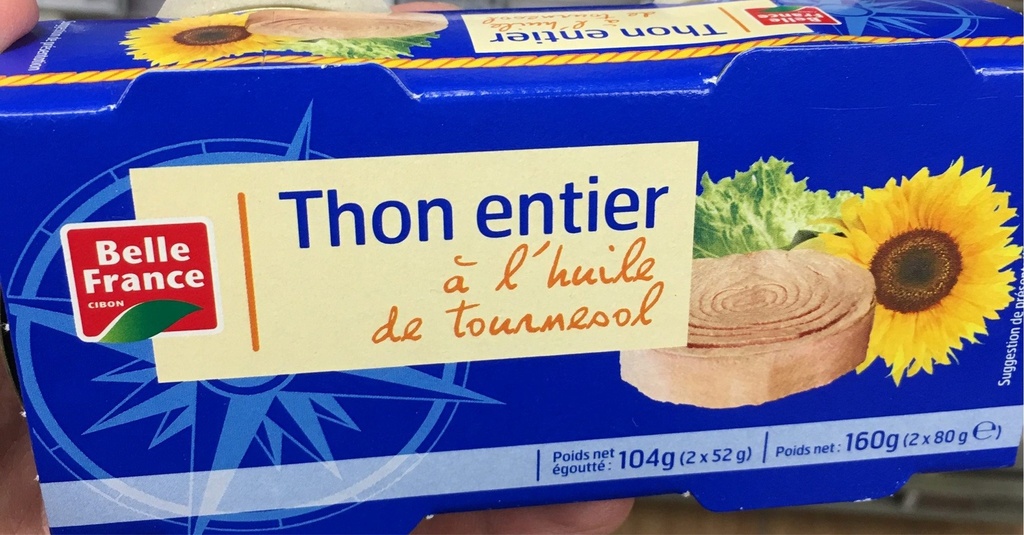 Thon entier
à l'huile
de tournesol
Belle
France
Belle
France
CIBON
Thon entier
à l'huile
de tournesol
Suggestion de
Poids net
égoutté : 104g (2 x 52 g)
Poids net : 160g (2 x 80 g ℮)